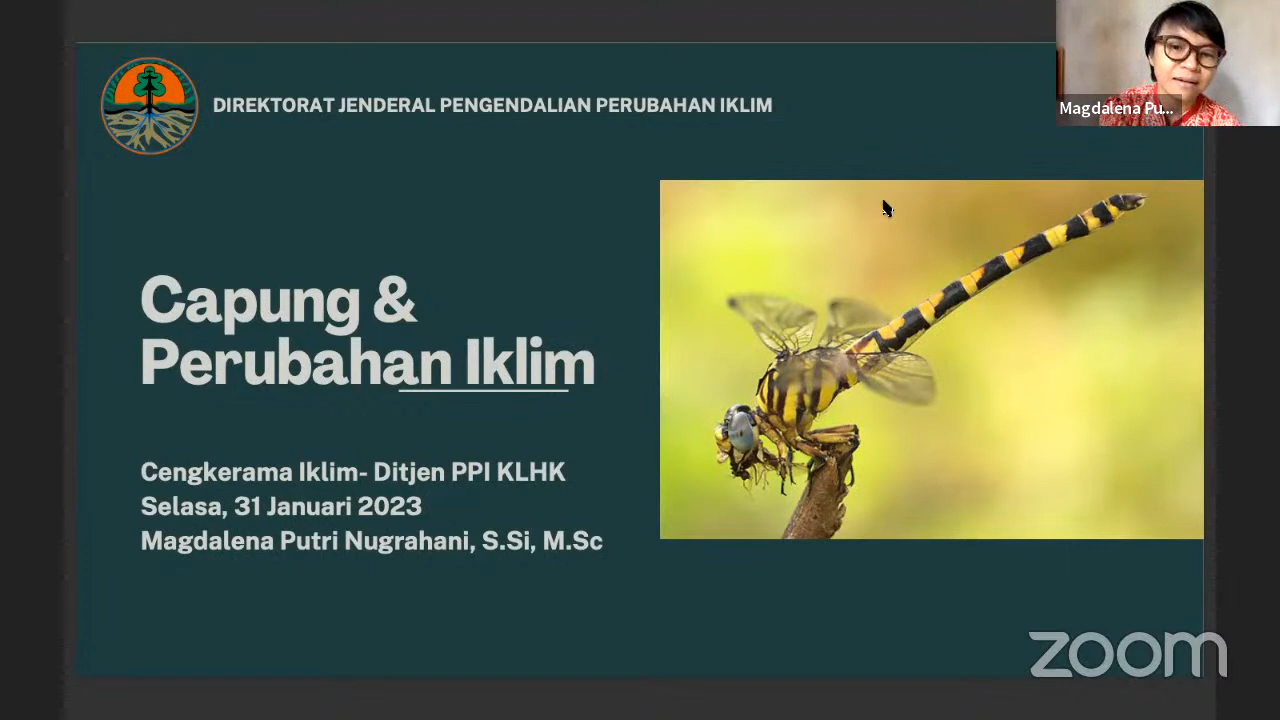 DIREKTORAT JENDERAL PENGENDALIAN PERUBAHAN IKLIM
Magdalena Pu...
Capung &
Perubahan Iklim
Cengkerama Iklim- Ditjen PPI KLHK
Selasa, 31 Januari 2023
Magdalena Putri Nugrahani, S.Si, M.Sc
zoom